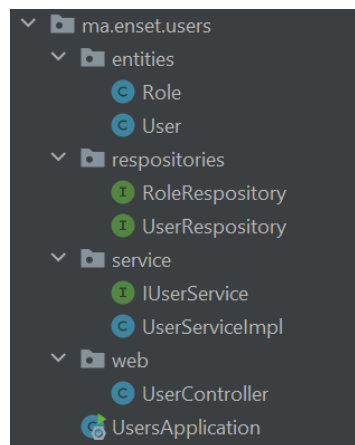 ma.enset.users
entities
C Role
C User
respositories
I RoleRespository
I UserRespository
service
I IUserService
C UserServiceImpl
web
C UserController
UsersApplication